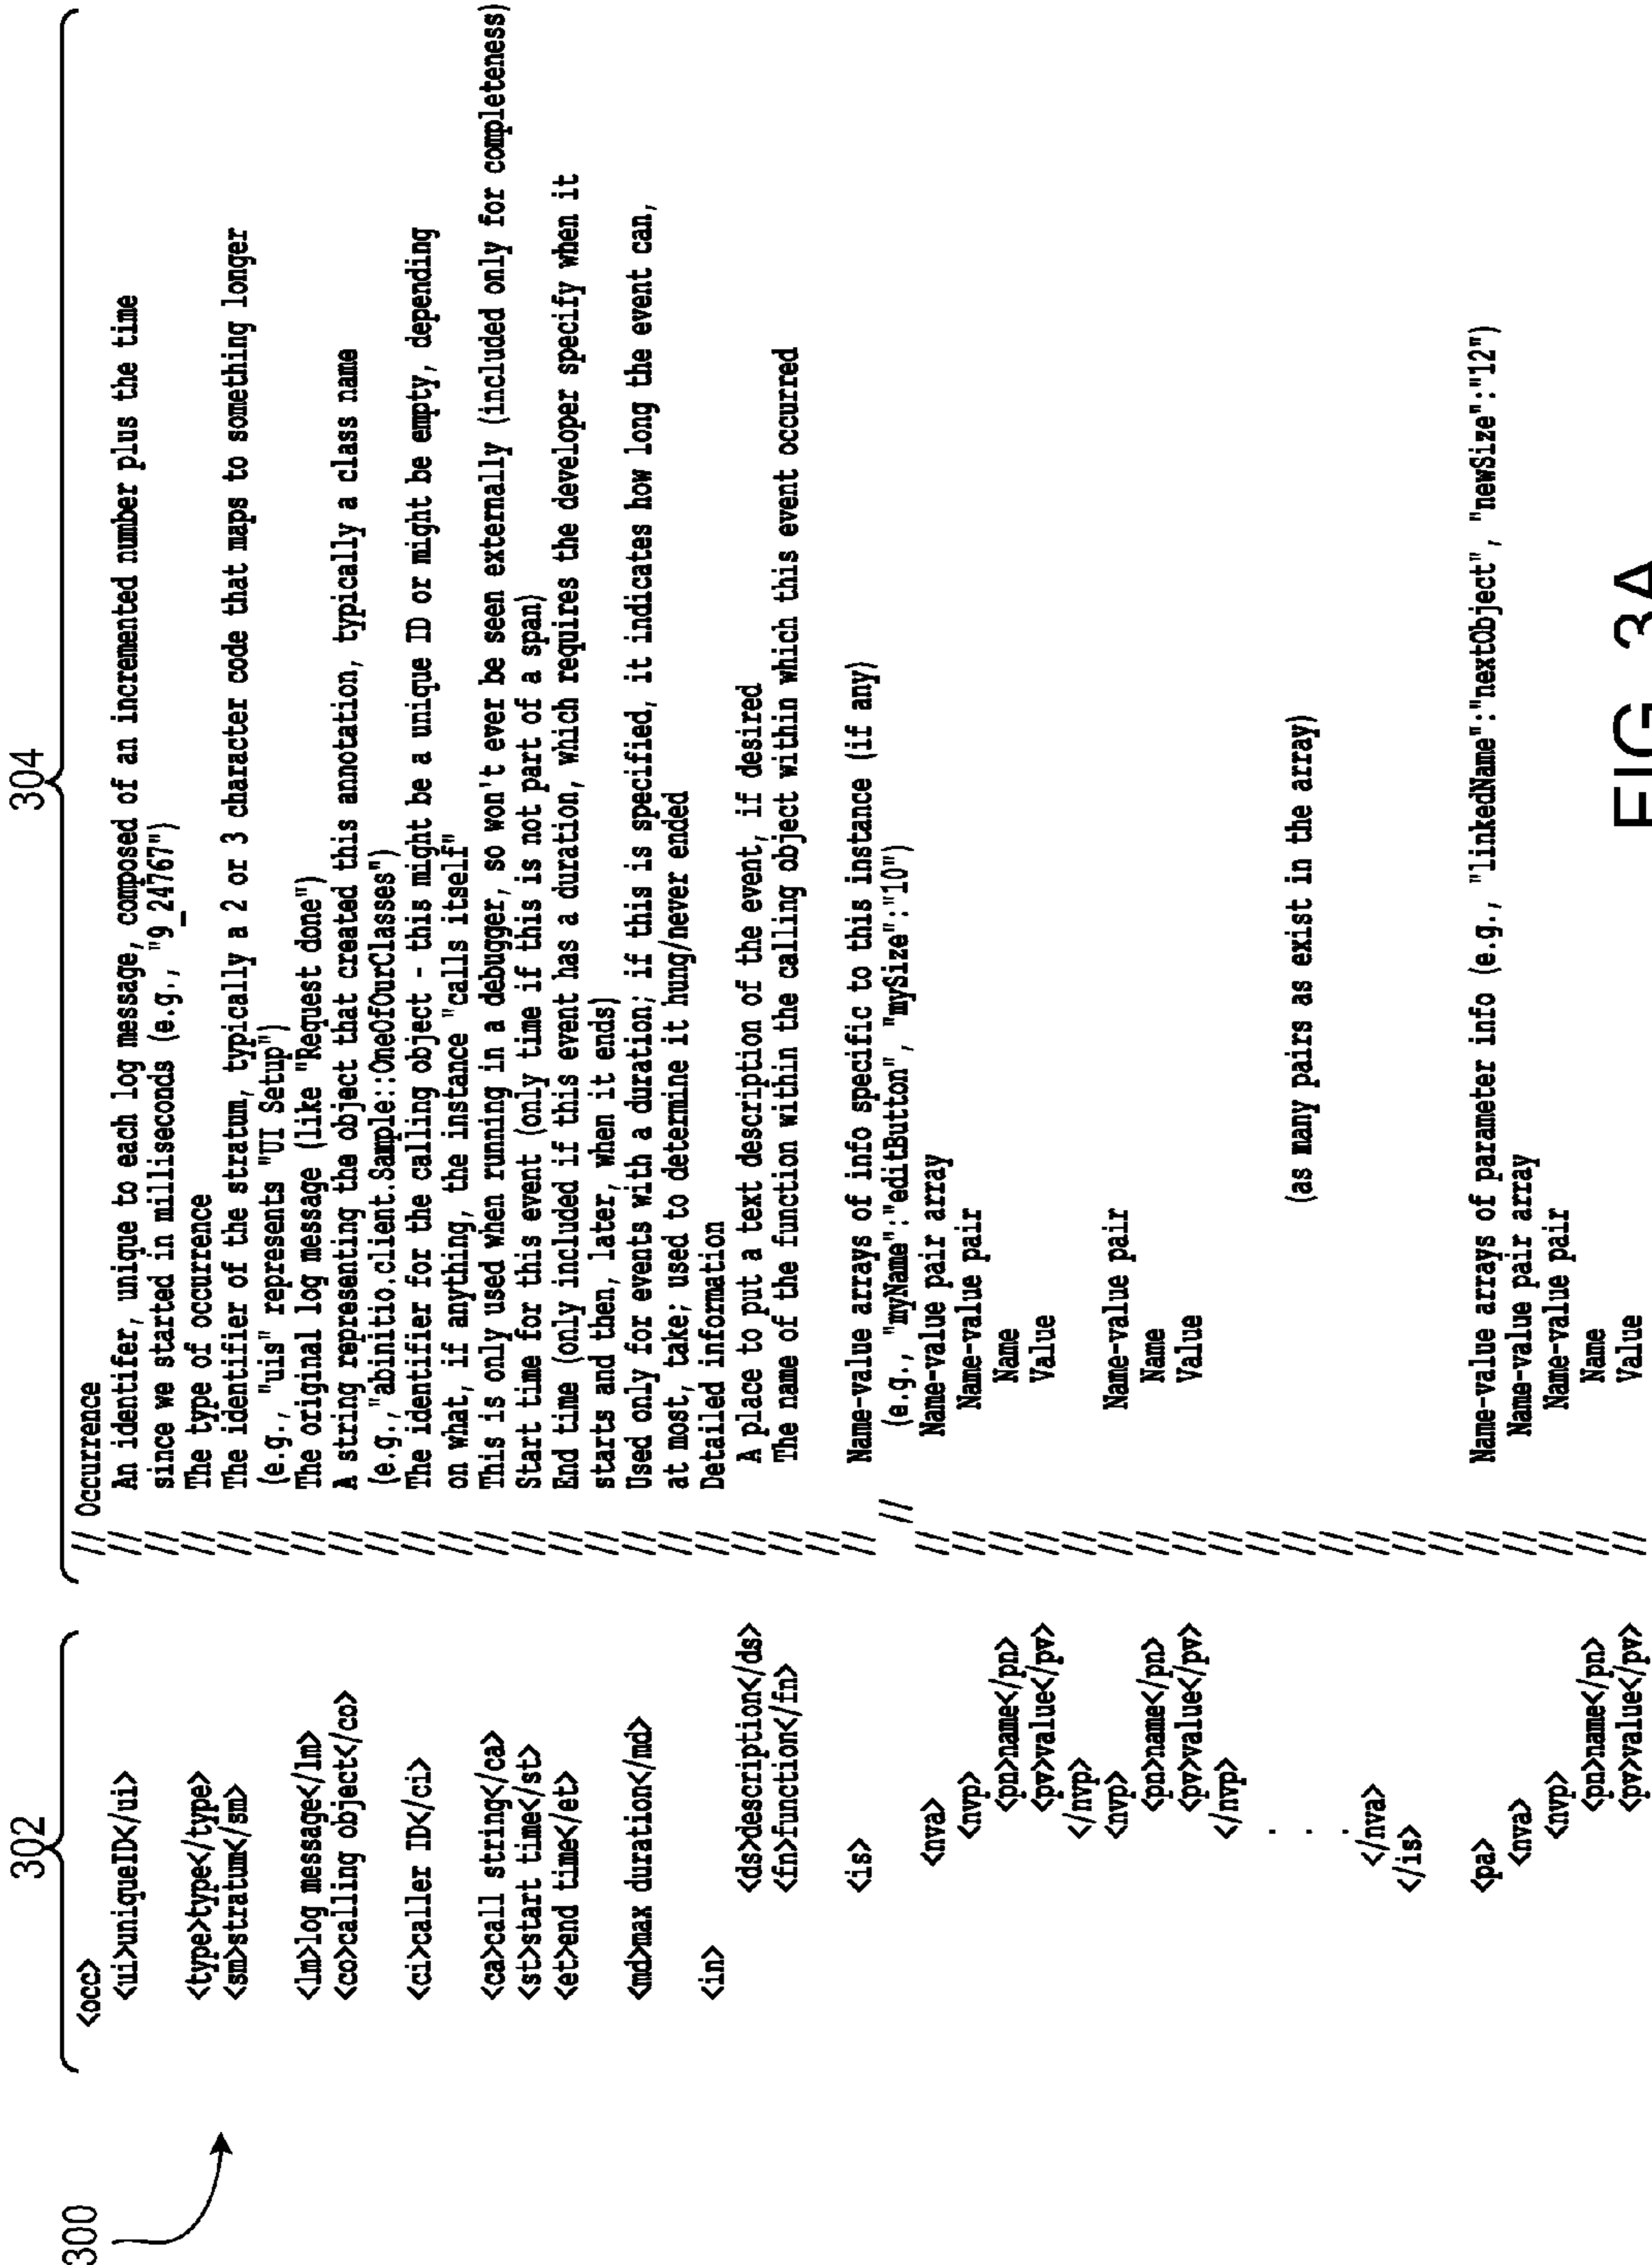 300 302 304
<occ> // Occurrence
<ui>uniqueID</ui> // An identifer, unique to each log message, composed of an incremented number plus the time
// since we started in milliseconds (e.g., "9_24767")
<type>type</type> // The type of occurrence
<sm>stratum</sm> // The identifier of the stratum, typically a 2 or 3 character code that maps to something longer
// (e.g., "uis" represents "UI Setup")
<lm>log message</lm> // The original log message (like "Request done")
<co>calling object</co> // A string representing the object that created this annotation, typically a class name
// (e.g.,"abinitio.client.Sample::OneOfOurClasses")
<ci>caller ID</ci> // The identifier for the calling object - this might be a unique ID or might be empty, depending
// on what, if anything, the instance "calls itself"
<ca>call string</ca> // This is only used when running in a debugger, so won't ever be seen externally (included only for completeness)
<st>start time</st> // Start time for this event (only time if this is not part of a span)
<et>end time</et> // End time (only included if this event has a duration, which requires the developer specify when it
// starts and then, later, when it ends)
<md>max duration</md> // Used only for events with a duration; if this is specified, it indicates how long the event can,
// at most, take; used to determine it hung/never ended
<in> // Detailed information
<ds>description</ds> // A place to put a text description of the event, if desired
<fn>function</fn> // The name of the function within the calling object within which this event occurred
//
<is> // Name-value arrays of info specific to this instance (if any)
// (e.g., "myName":"editButton", "mySize":"10")
<nva> // Name-value pair array
<nvp> // Name-value pair
<pn>name</pn> // Name
<pv>value</pv> // Value
</nvp> //
<nvp> // Name-value pair
<pn>name</pn> // Name
<pv>value</pv> // Value
</nvp> //
. //
. // (as many pairs as exist in the array)
. //
</nva> //
</is> //
//
<pa> // Name-value arrays of parameter info (e.g., "linkedName":"nextObject", "newSize":"12")
<nva> // Name-value pair array
<nvp> // Name-value pair
<pn>name</pn> // Name
<pv>value</pv> // Value
FIG. 3A